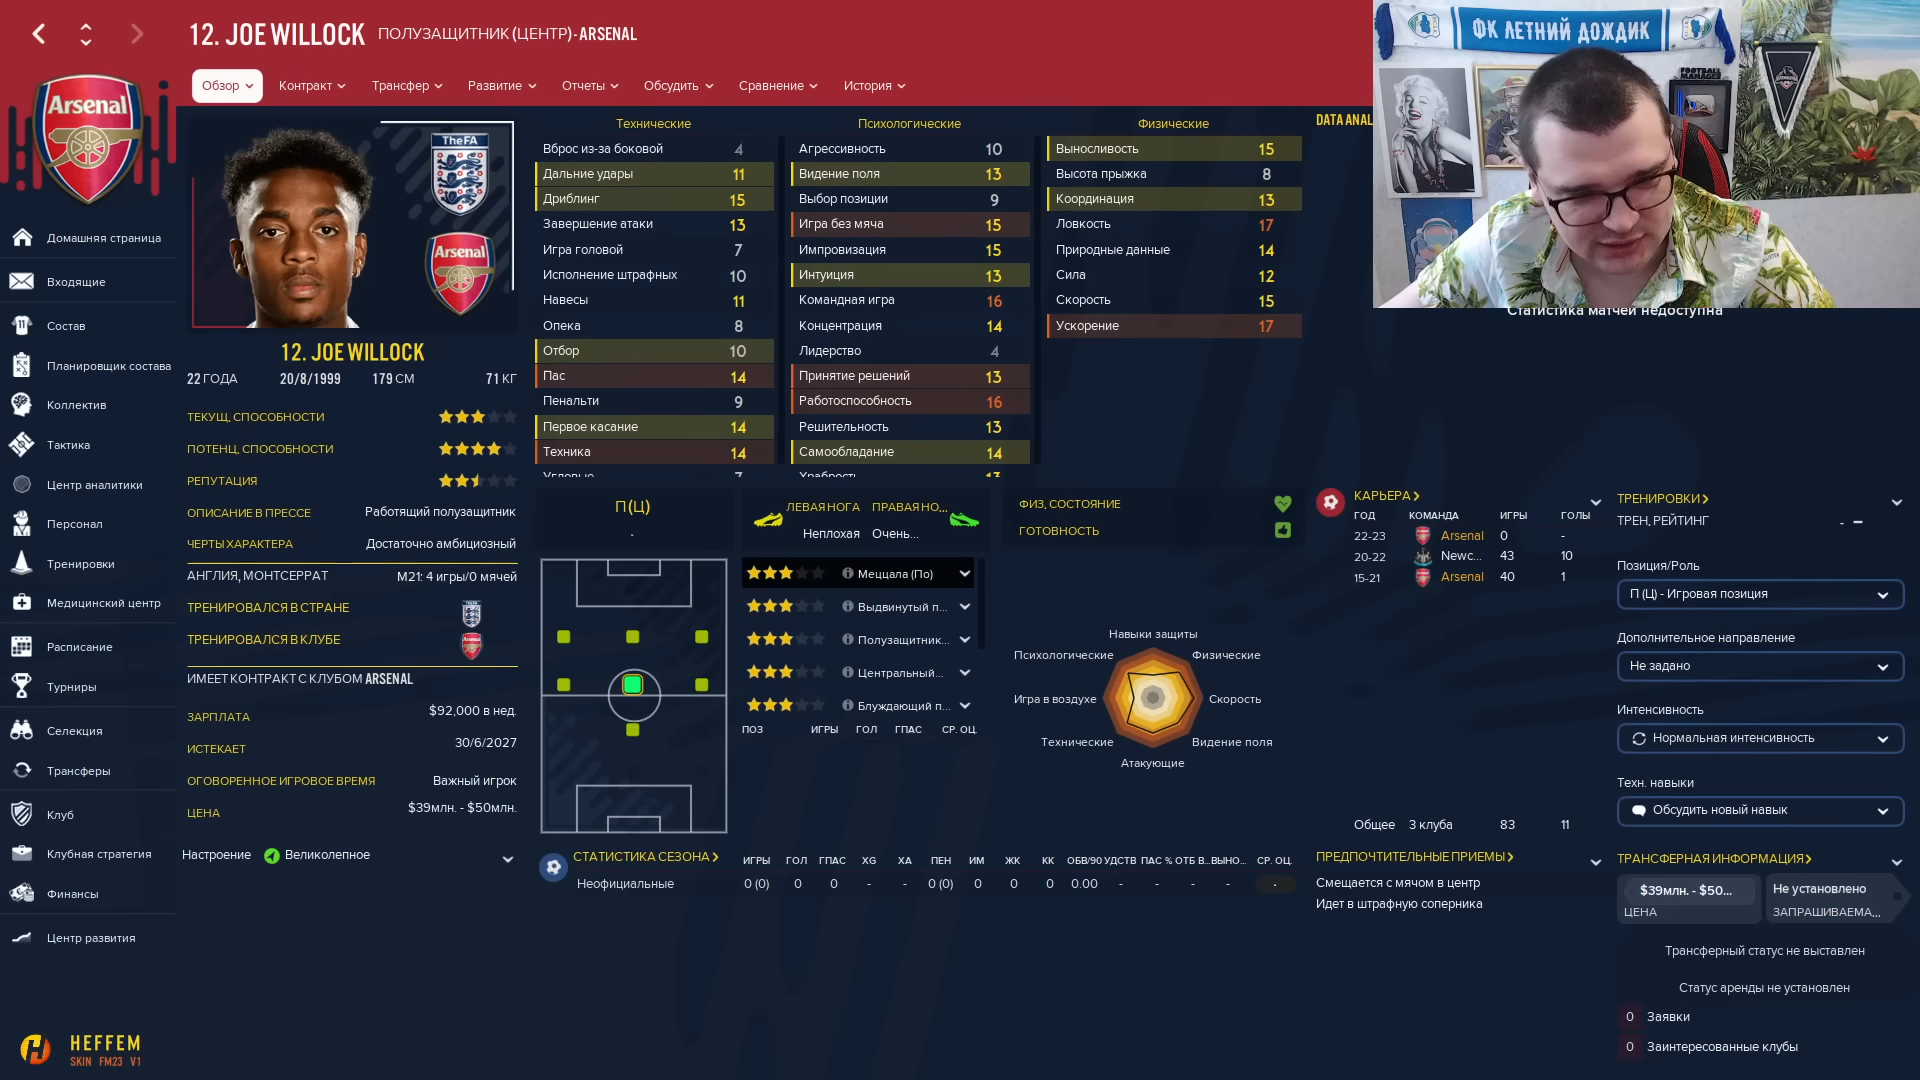 12. JOE WILLOCK ПОЛУЗАЩИТНИК (ЦЕНТР) - ARSENAL
Обзор Контракт Трансфер Развитие Отчеты Обсудить Сравнение История
Arsenal
Домашняя страница
Входящие
Состав
Планировщик состава
Коллектив
Тактика
Центр аналитики
Персонал
Тренировки
Медицинский центр
Расписание
Турниры
Селекция
Трансферы
Клуб
Клубная стратегия
Финансы
Центр развития
HEFFEM
SKIN FM23 V1
TheFA
Arsenal
12. JOE WILLOCK
22 ГОДА 20/8/1999 179 СМ 71 КГ
ТЕКУЩ, СПОСОБНОСТИ
ПОТЕНЦ, СПОСОБНОСТИ
РЕПУТАЦИЯ
ОПИСАНИЕ В ПРЕССЕ Работящий полузащитник
ЧЕРТЫ ХАРАКТЕРА Достаточно амбициозный
АНГЛИЯ, МОНТСЕРРАТ М21: 4 игры/0 мячей
ТРЕНИРОВАЛСЯ В СТРАНЕ
ТРЕНИРОВАЛСЯ В КЛУБЕ
ИМЕЕТ КОНТРАКТ С КЛУБОМ ARSENAL
ЗАРПЛАТА $92,000 в нед.
ИСТЕКАЕТ 30/6/2027
ОГОВОРЕННОЕ ИГРОВОЕ ВРЕМЯ Важный игрок
ЦЕНА $39млн. - $50млн.
Настроение Великолепное
Технические
Вброс из-за боковой 4
Дальние удары 11
Дриблинг 15
Завершение атаки 13
Игра головой 7
Исполнение штрафных 10
Навесы 11
Опека 8
Отбор 10
Пас 14
Пенальти 9
Первое касание 14
Техника 14
Угловые 7
Психологические
Агрессивность 10
Видение поля 13
Выбор позиции 9
Игра без мяча 15
Импровизация 15
Интуиция 13
Командная игра 16
Концентрация 14
Лидерство 4
Принятие решений 13
Работоспособность 16
Решительность 13
Самообладание 14
Храбрость 13
Физические
Выносливость 15
Высота прыжка 8
Координация 13
Ловкость 17
Природные данные 14
Сила 12
Скорость 15
Ускорение 17
DATA ANAL
ФК ЛЕТНИЙ ДОЖДИК
FOOTBALL MANAGER
Статистика матчей недоступна
П(Ц)
ЛЕВАЯ НОГА ПРАВАЯ НО...
Неплохая Очень...
ФИЗ, СОСТОЯНИЕ
ГОТОВНОСТЬ
Меццала (По)
Выдвинутый п...
Полузащитник...
Центральный...
Блуждающий п...
ПОЗ ИГРЫ ГОЛ ГПАС СР. ОЦ.
Навыки защиты
Психологические Физические
Игра в воздухе Скорость
Технические Видение поля
Атакующие
КАРЬЕРА
ГОД КОМАНДА ИГРЫ ГОЛЫ
22-23 Arsenal 0 -
20-22 Newc... 43 10
15-21 Arsenal 40 1
Общее 3 клуба 83 11
ТРЕНИРОВКИ
ТРЕН, РЕЙТИНГ - –
Позиция/Роль
П (Ц) - Игровая позиция
Дополнительное направление
Не задано
Интенсивность
Нормальная интенсивность
Техн. навыки
Обсудить новый навык
СТАТИСТИКА СЕЗОНА ИГРЫ ГОЛ ГПАС XG XA ПЕН ИМ ЖК КК ОБВ/90 УДСТВ ПАС % ОТБ В... ВЫНО... СР. ОЦ.
Неофициальные 0 (0) 0 0 - - 0 (0) 0 0 0 0.00 - - - - .
ПРЕДПОЧТИТЕЛЬНЫЕ ПРИЕМЫ
Смещается с мячом в центр
Идет в штрафную соперника
ТРАНСФЕРНАЯ ИНФОРМАЦИЯ
$39млн. - $50... Не установлено
ЦЕНА ЗАПРАШИВАЕМА...
Трансферный статус не выставлен
Статус аренды не установлен
0 Заявки
0 Заинтересованные клубы